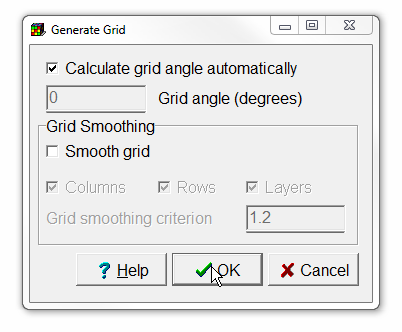 Generate Grid
Calculate grid angle automatically
0 Grid angle (degrees)
Grid Smoothing
Smooth grid
Columns Rows Layers
Grid smoothing criterion 1.2
? Help OK Cancel